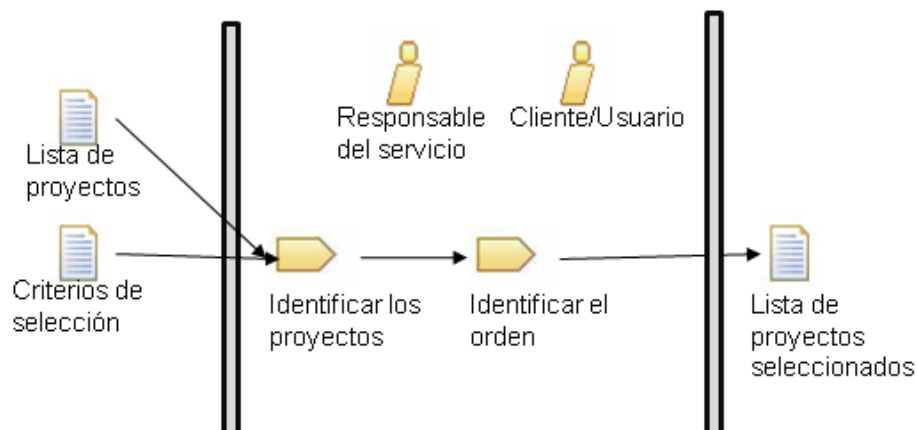 Lista de
proyectos
Criterios de
selección
Responsable
del servicio
Cliente/Usuario
Identificar los
proyectos
Identificar el
orden
Lista de
proyectos
seleccionados